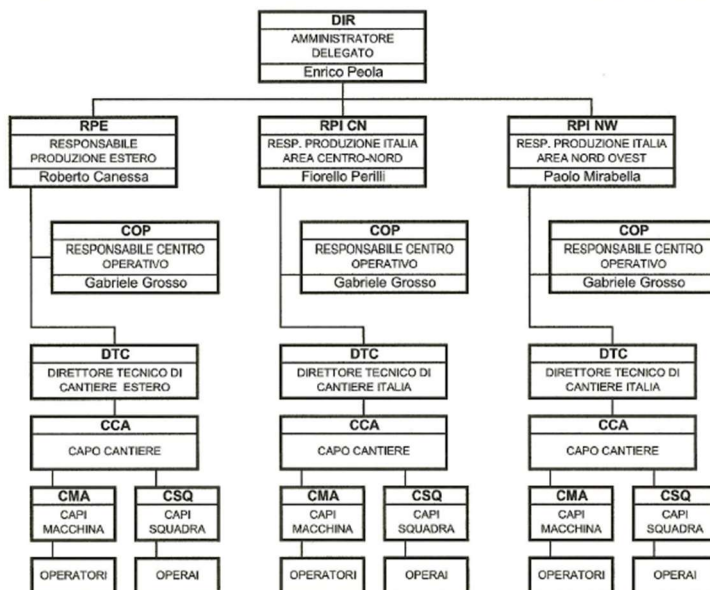 DIR
AMMINISTRATORE
DELEGATO
Enrico Peola
RPE
RESPONSABILE
PRODUZIONE ESTERO
Roberto Canessa
RPI CN
RESP. PRODUZIONE ITALIA
AREA CENTRO-NORD
Fiorello Perilli
RPI NW
RESP. PRODUZIONE ITALIA
AREA NORD OVEST
Paolo Mirabella
COP
RESPONSABILE CENTRO
OPERATIVO
Gabriele Grosso
COP
RESPONSABILE CENTRO
OPERATIVO
Gabriele Grosso
COP
RESPONSABILE CENTRO
OPERATIVO
Gabriele Grosso
DTC
DIRETTORE TECNICO DI
CANTIERE ESTERO
DTC
DIRETTORE TECNICO DI
CANTIERE ITALIA
DTC
DIRETTORE TECNICO DI
CANTIERE ITALIA
CCA
CAPO CANTIERE
CCA
CAPO CANTIERE
CCA
CAPO CANTIERE
CMA
CAPI
MACCHINA
CSQ
CAPI
SQUADRA
CMA
CAPI
MACCHINA
CSQ
CAPI
SQUADRA
CMA
CAPI
MACCHINA
CSQ
CAPI
SQUADRA
OPERATORI
OPERAI
OPERATORI
OPERAI
OPERATORI
OPERAI